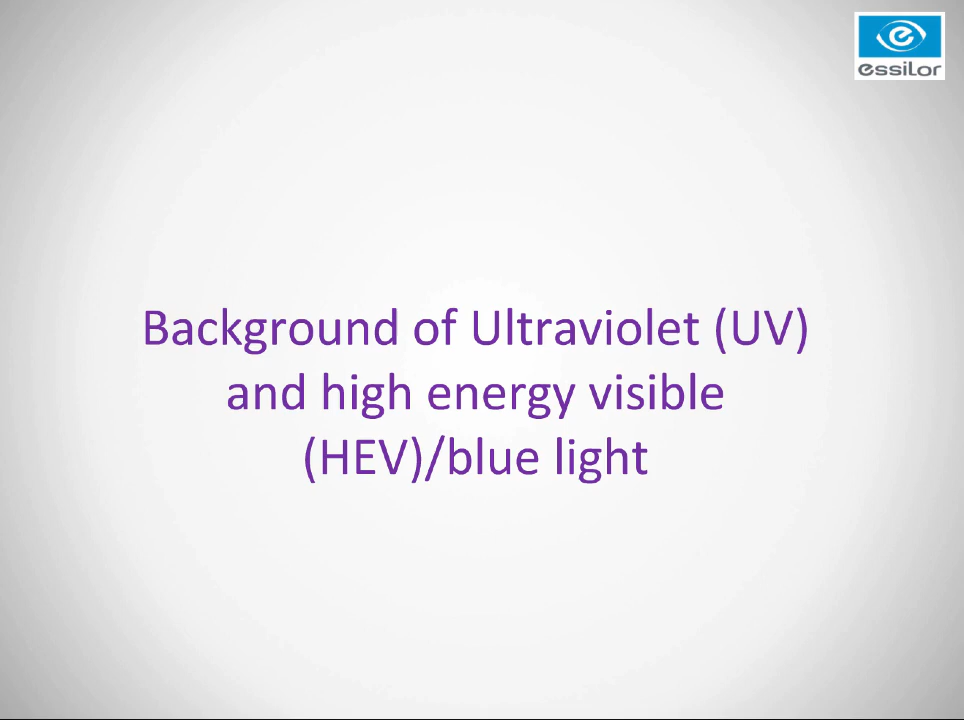 essilor
Background of Ultraviolet (UV)
and high energy visible
(HEV)/blue light